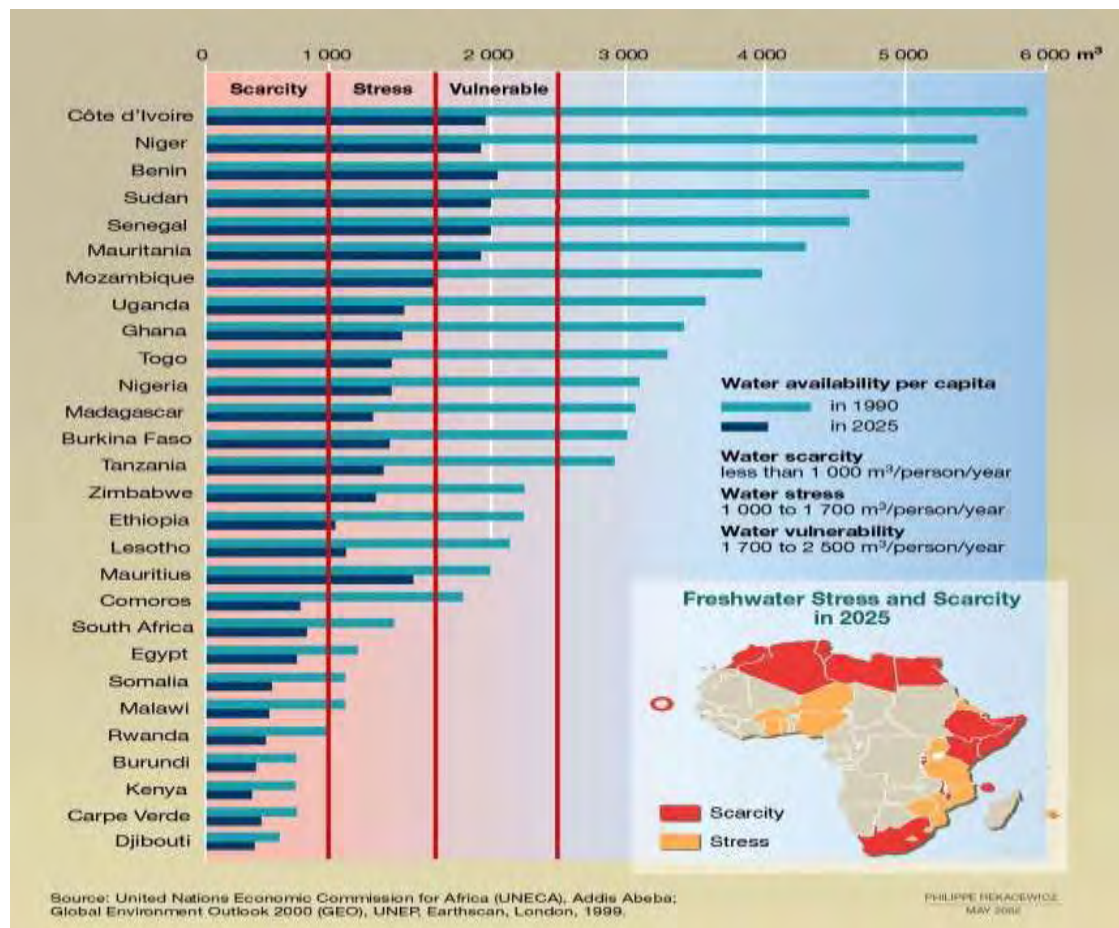 0 1 000 2 000 3 000 4 000 5 000 6 000 m³
Scarcity Stress Vulnerable
Côte d'Ivoire
Niger
Benin
Sudan
Senegal
Mauritania
Mozambique
Uganda
Ghana
Togo
Nigeria
Madagascar
Burkina Faso
Tanzania
Zimbabwe
Ethiopia
Lesotho
Mauritius
Comoros
South Africa
Egypt
Somalia
Malawi
Rwanda
Burundi
Kenya
Carpe Verde
Djibouti
Water availability per capita
in 1990
in 2025
Water scarcity
less than 1 000 m³/person/year
Water stress
1 000 to 1 700 m³/person/year
Water vulnerability
1 700 to 2 500 m³/person/year
Freshwater Stress and Scarcity
in 2025
Scarcity
Stress
Source: United Nations Economic Commission for Africa (UNECA), Addis Abeba;
Global Environment Outlook 2000 (GEO), UNEP, Earthscan, London, 1999.
PHILIPPE REKACEWICZ
MAY 2002